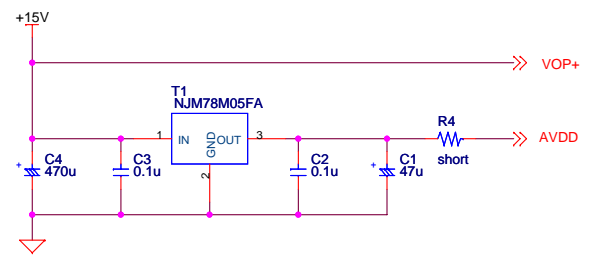 +15V
VOP+
T1
NJM78M05FA
1
IN
GND
OUT
3
2
R4
short
AVDD
+
C4
470u
C3
0.1u
C2
0.1u
+
C1
47u